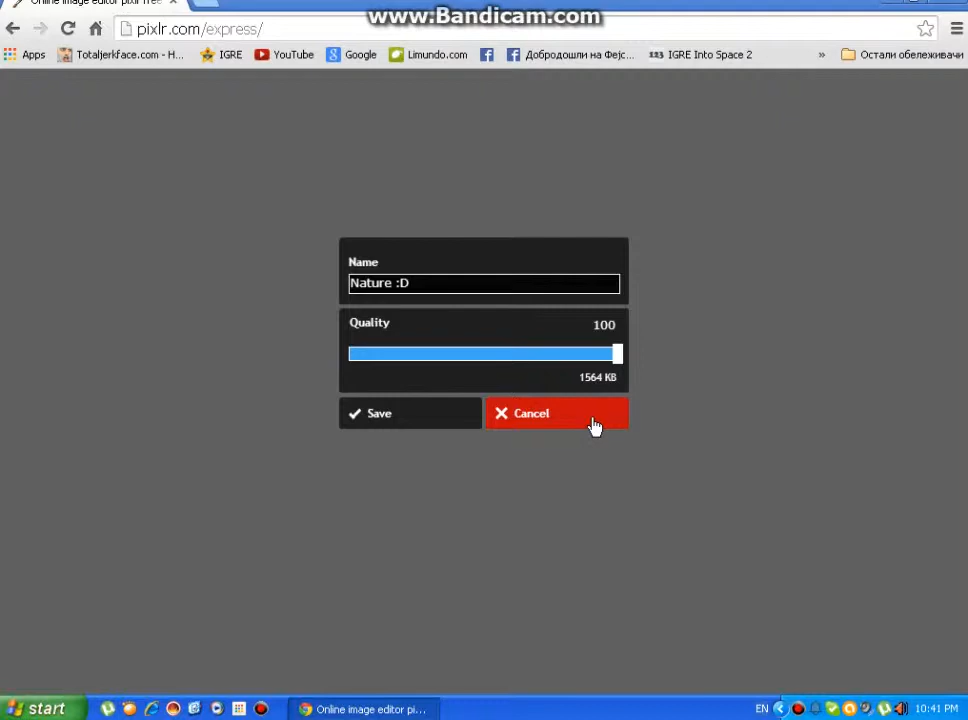 Online image editor pixlr free
www.Bandicam.com
pixlr.com/express/
Apps Totaljerkface.com - H... IGRE YouTube Google Limundo.com Добродошли на Фејс... IGRE Into Space 2 » Остали обележивачи
Name
Nature :D
Quality 100
1564 KB
Save Cancel
start Online image editor pi... EN 10:41 PM